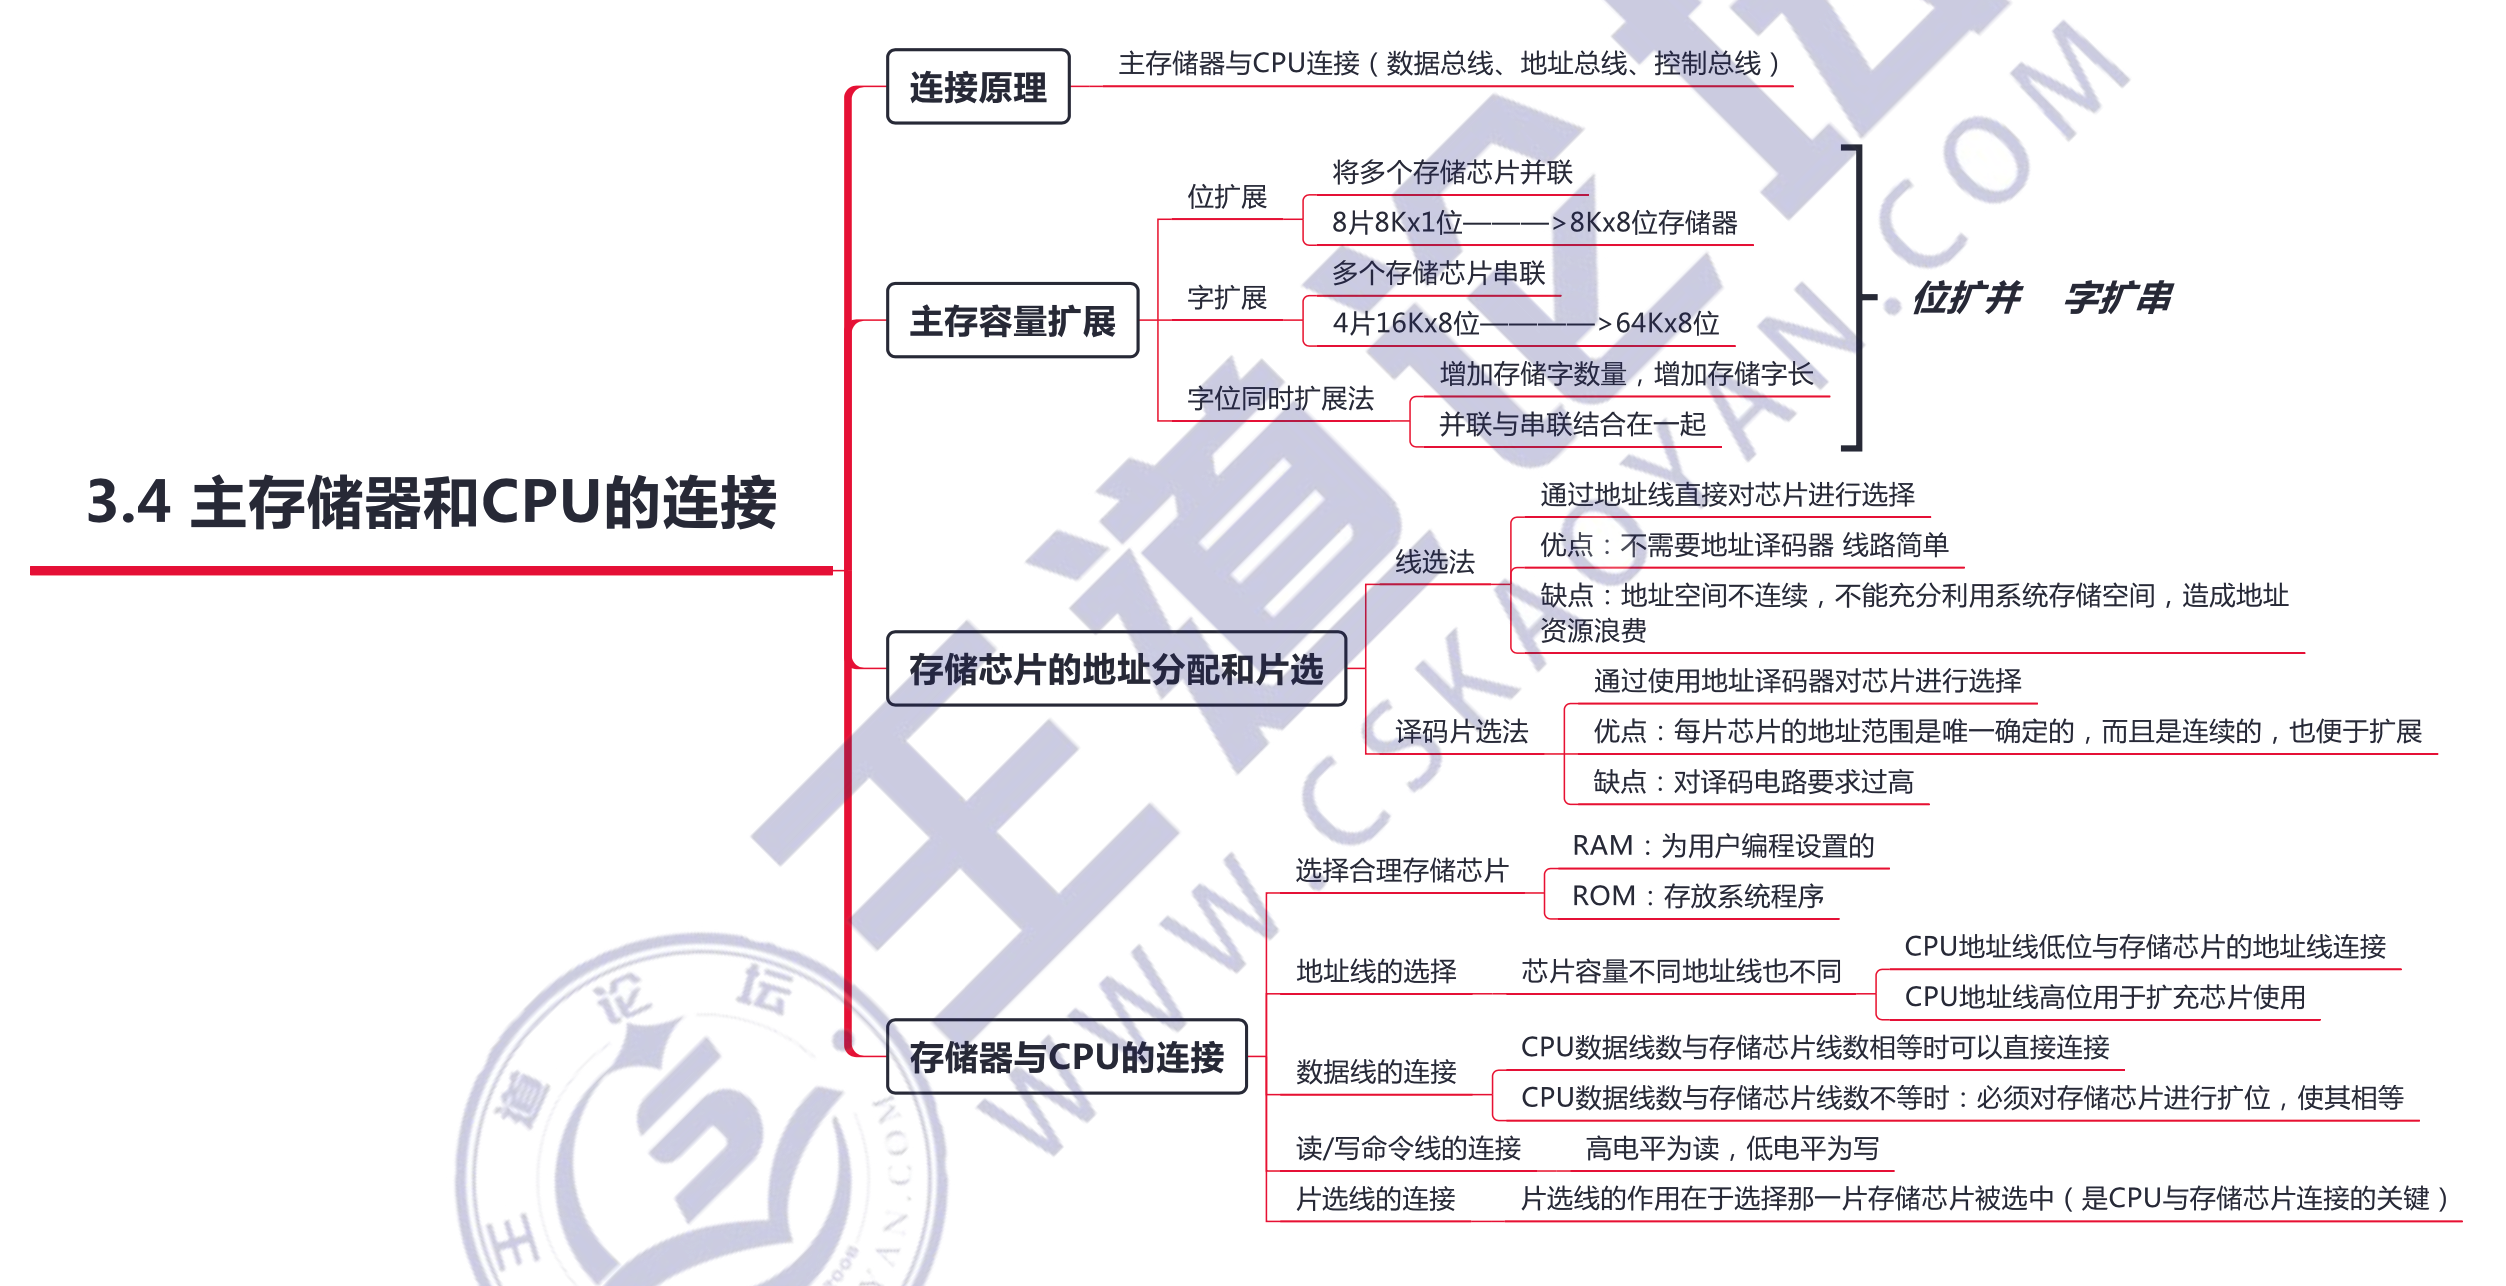 3.4 主存储器和CPU的连接
连接原理
主存储器与CPU连接（数据总线、地址总线、控制总线）
主存容量扩展
位扩展
将多个存储芯片并联
8片8Kx1位———>8Kx8位存储器
字扩展
多个存储芯片串联
4片16Kx8位————>64Kx8位
字位同时扩展法
增加存储字数量，增加存储字长
并联与串联结合在一起
位扩并 字扩串
存储芯片的地址分配和片选
线选法
通过地址线直接对芯片进行选择
优点：不需要地址译码器 线路简单
缺点：地址空间不连续，不能充分利用系统存储空间，造成地址
资源浪费
译码片选法
通过使用地址译码器对芯片进行选择
优点：每片芯片的地址范围是唯一确定的，而且是连续的，也便于扩展
缺点：对译码电路要求过高
存储器与CPU的连接
选择合理存储芯片
RAM：为用户编程设置的
ROM：存放系统程序
地址线的选择
芯片容量不同地址线也不同
CPU地址线低位与存储芯片的地址线连接
CPU地址线高位用于扩充芯片使用
数据线的连接
CPU数据线数与存储芯片线数相等时可以直接连接
CPU数据线数与存储芯片线数不等时：必须对存储芯片进行扩位，使其相等
读/写命令线的连接
高电平为读，低电平为写
片选线的连接
片选线的作用在于选择那一片存储芯片被选中（是CPU与存储芯片连接的关键）
王道论坛
WWW.CSKAOYAN.COM
王道论坛